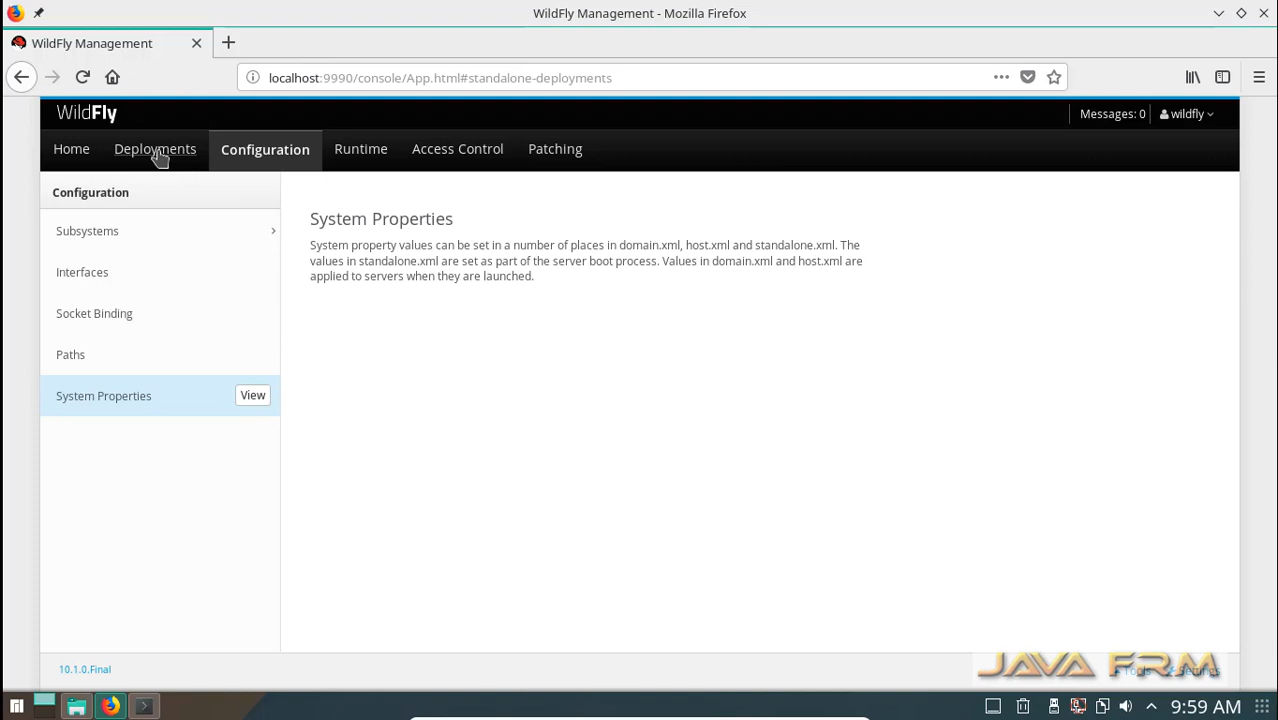 WildFly Management - Mozilla Firefox
WildFly Management
localhost:9990/console/App.html#standalone-deployments
WildFly
Messages: 0
wildfly
Home
Deployments
Configuration
Runtime
Access Control
Patching
Configuration
Subsystems
Interfaces
Socket Binding
Paths
System Properties
View
System Properties
System property values can be set in a number of places in domain.xml, host.xml and standalone.xml. The
values in standalone.xml are set as part of the server boot process. Values in domain.xml and host.xml are
applied to servers when they are launched.
10.1.0.Final
Tools
Settings
JAVA FRM
9:59 AM